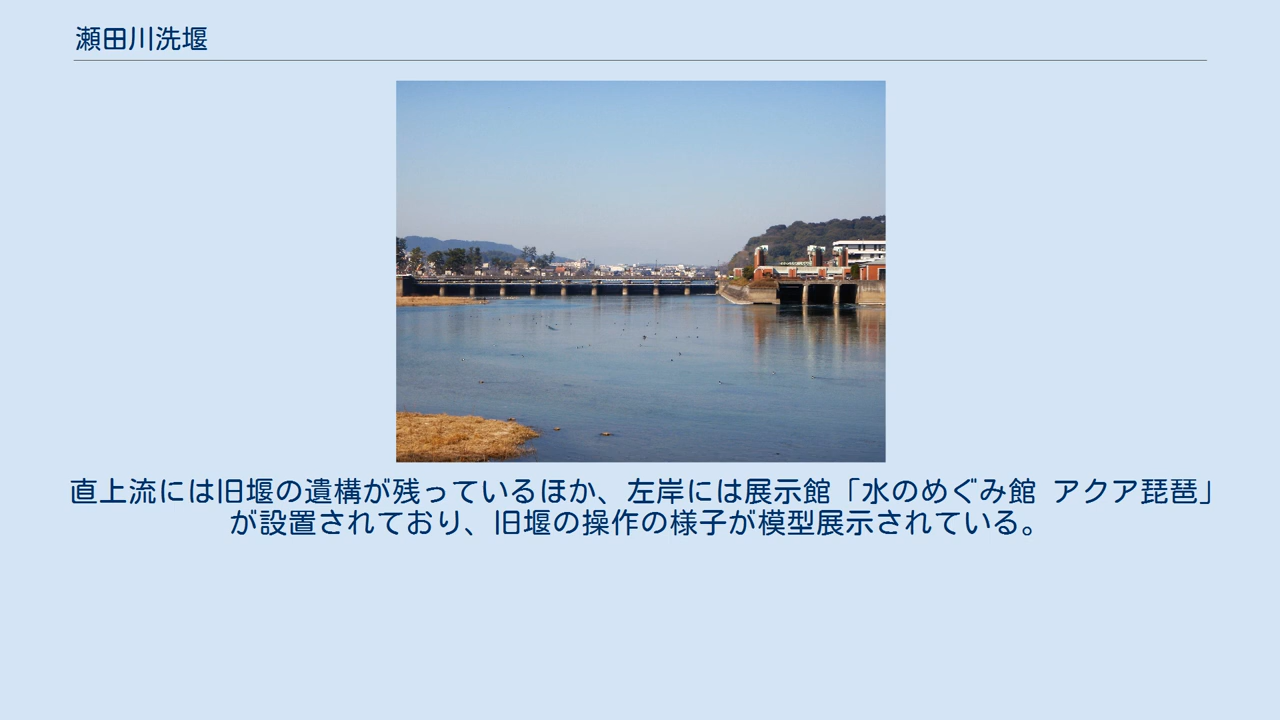 瀬田川洗堰
直上流には旧堰の遺構が残っているほか、左岸には展示館「水のめぐみ館 アクア琵琶」
が設置されており、旧堰の操作の様子が模型展示されている。